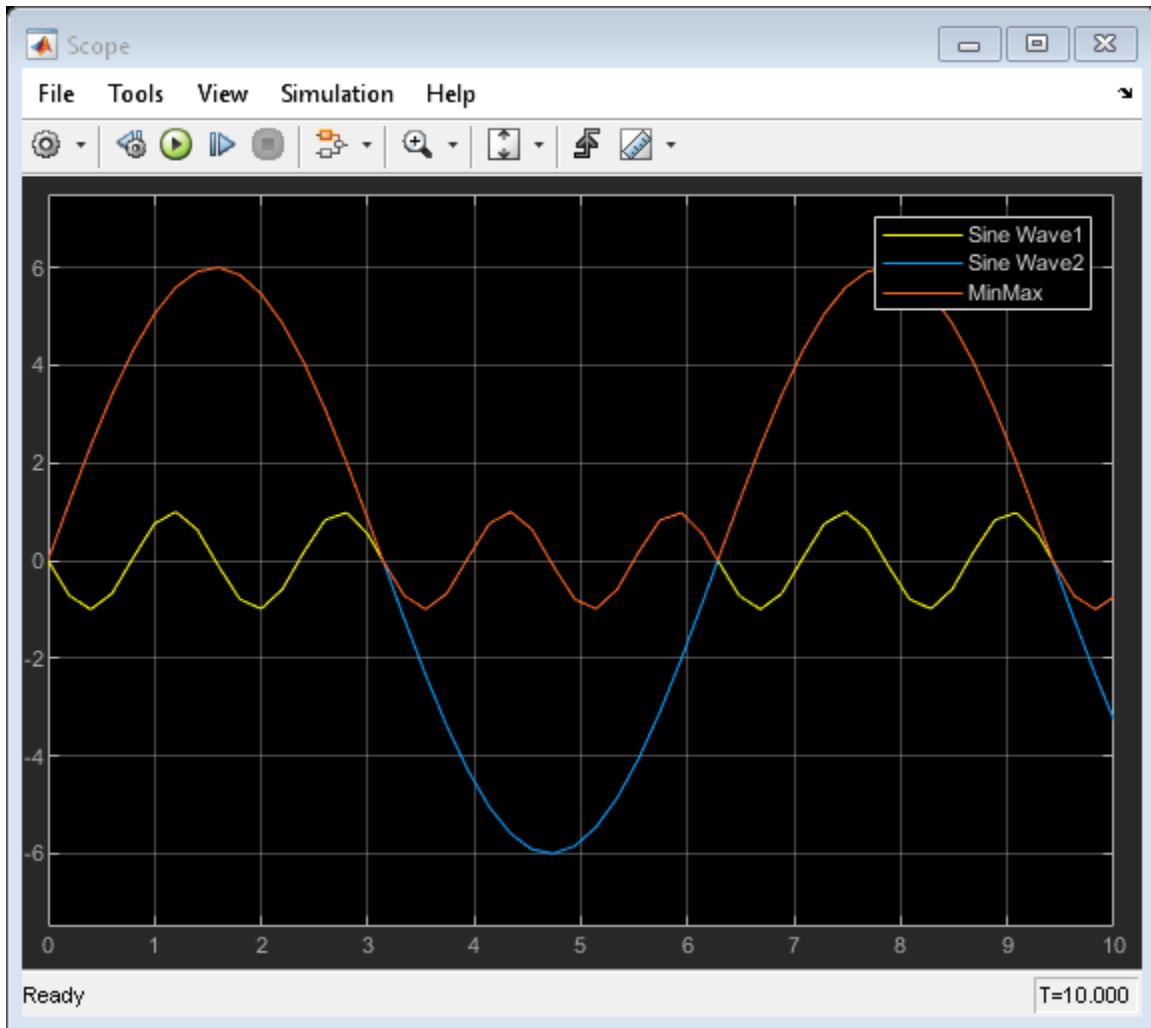 Scope
File Tools View Simulation Help
Sine Wave1
Sine Wave2
MinMax
6
4
2
0
-2
-4
-6
0 1 2 3 4 5 6 7 8 9 10
Ready T=10.000